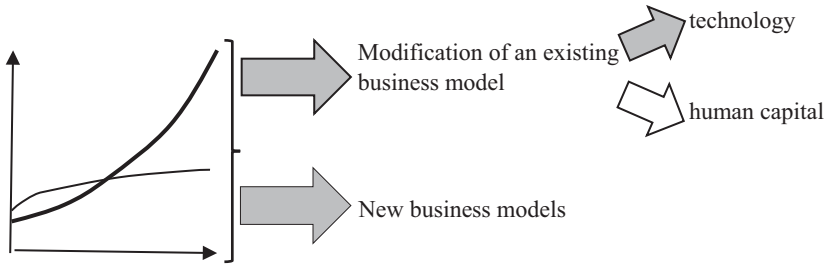 technology
Modification of an existing
business model
human capital
New business models